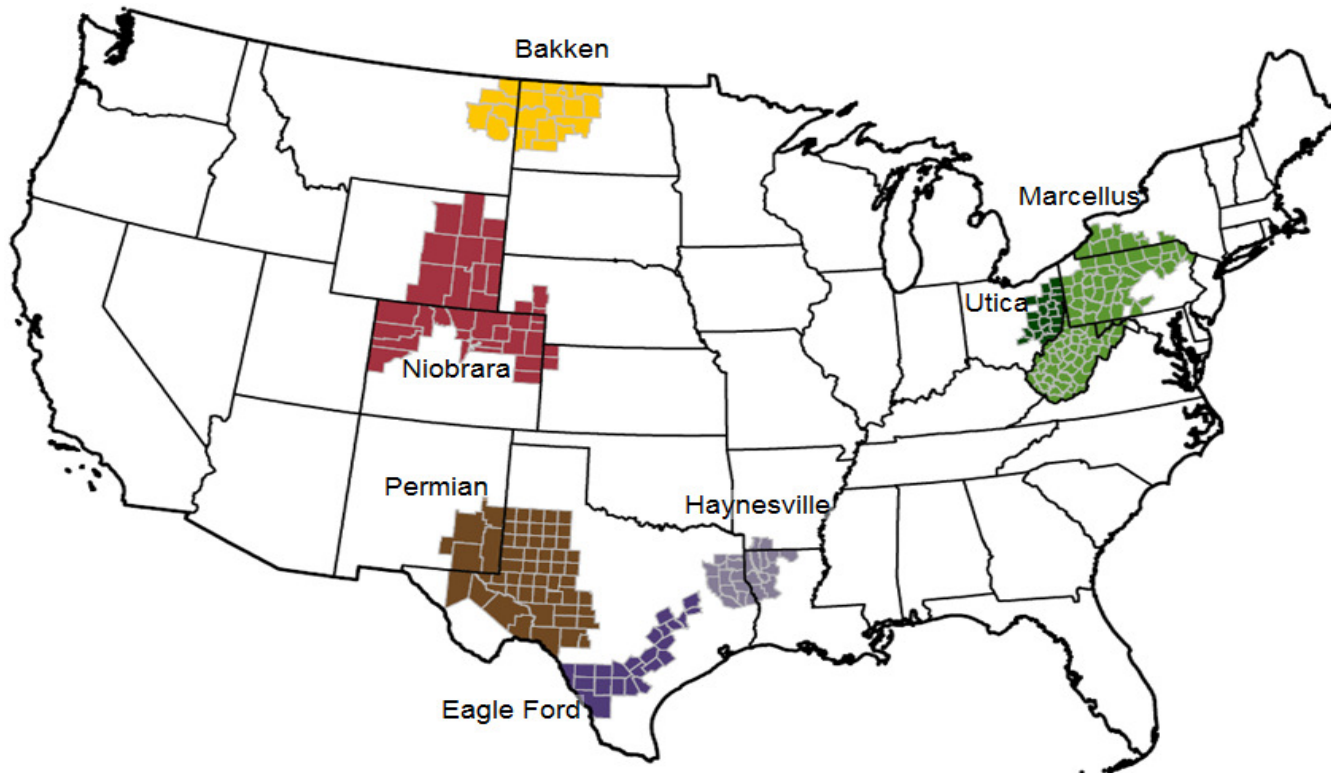 Bakken
Marcellus
Utica
Niobrara
Permian
Haynesville
Eagle Ford